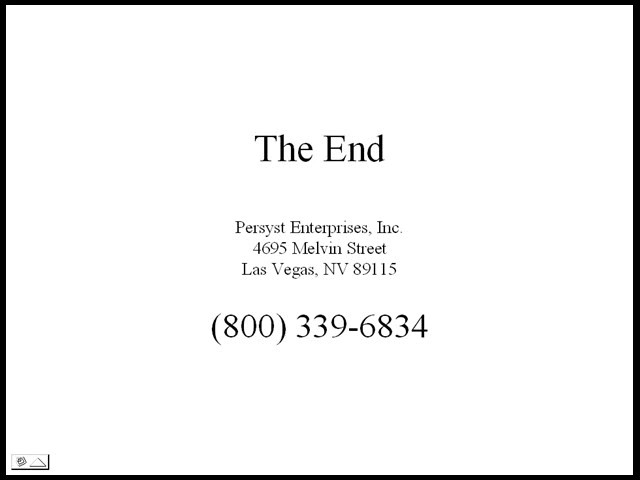 The End
Persyst Enterprises, Inc.
4695 Melvin Street
Las Vegas, NV 89115
(800) 339-6834